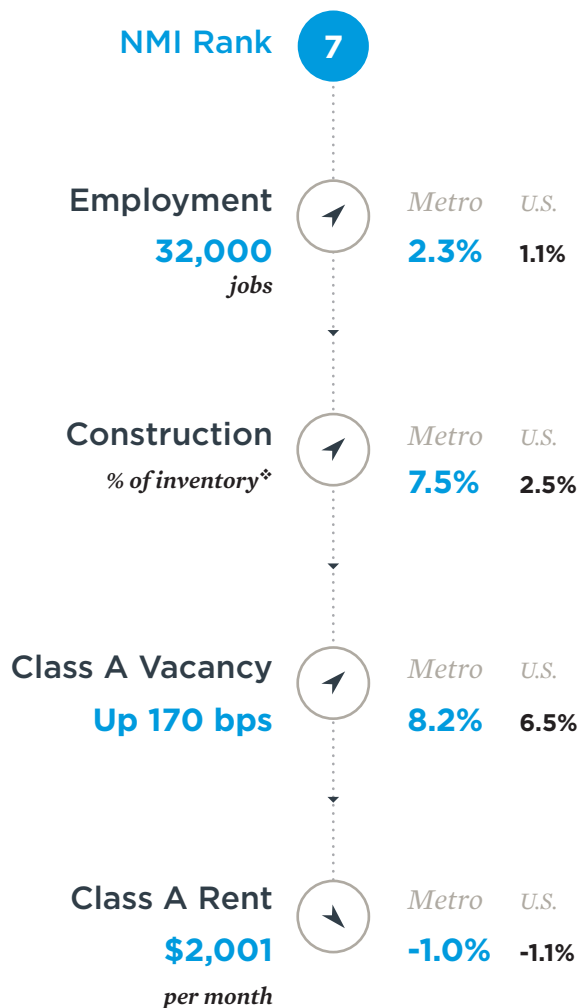 NMI Rank 7
Employment Metro U.S.
32,000 2.3% 1.1%
jobs
Construction Metro U.S.
% of inventory❖ 7.5% 2.5%
Class A Vacancy Metro U.S.
Up 170 bps 8.2% 6.5%
Class A Rent Metro U.S.
$2,001 -1.0% -1.1%
per month